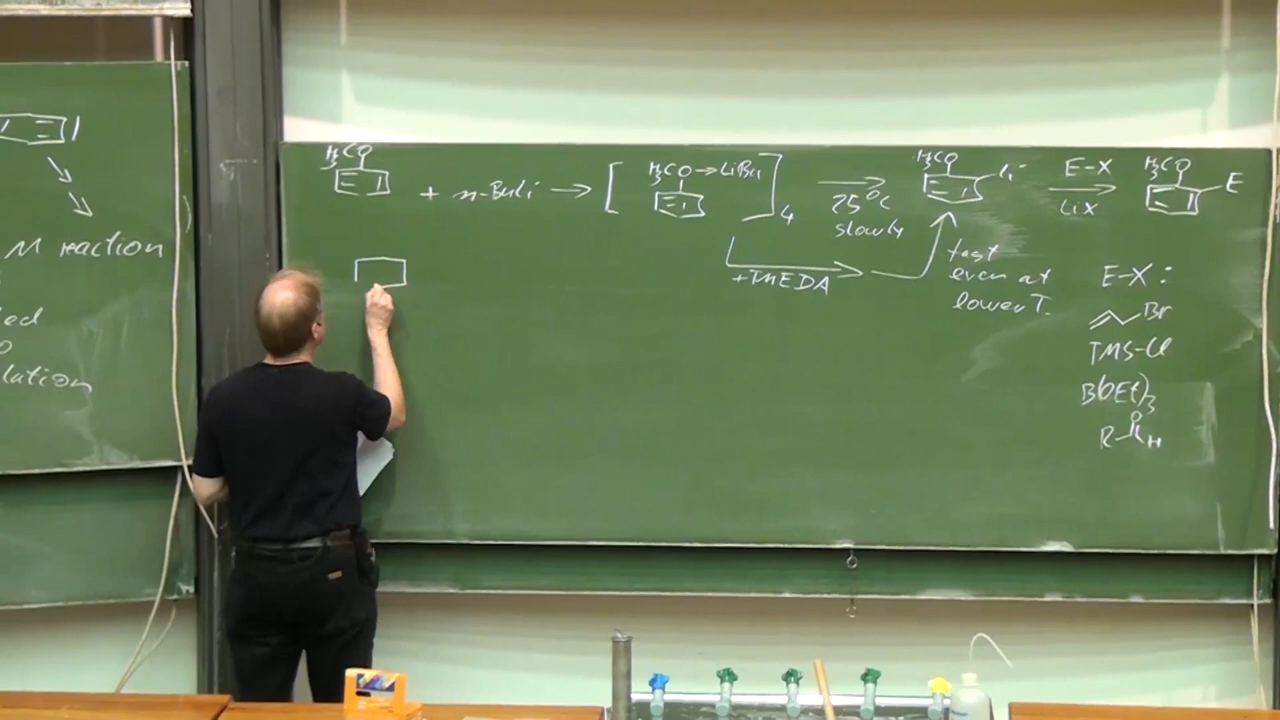 M reaction
ed
o
lation
H₃CO
+ n-BuLi →
[ H₃CO→LiBu ]₄
25°C
slowly
H₃CO Li
E-X
LiX
H₃CO E
+TMEDA
fast
even at
lower T.
E-X:
Br
TMS-Cl
B(OEt)₃
R O H